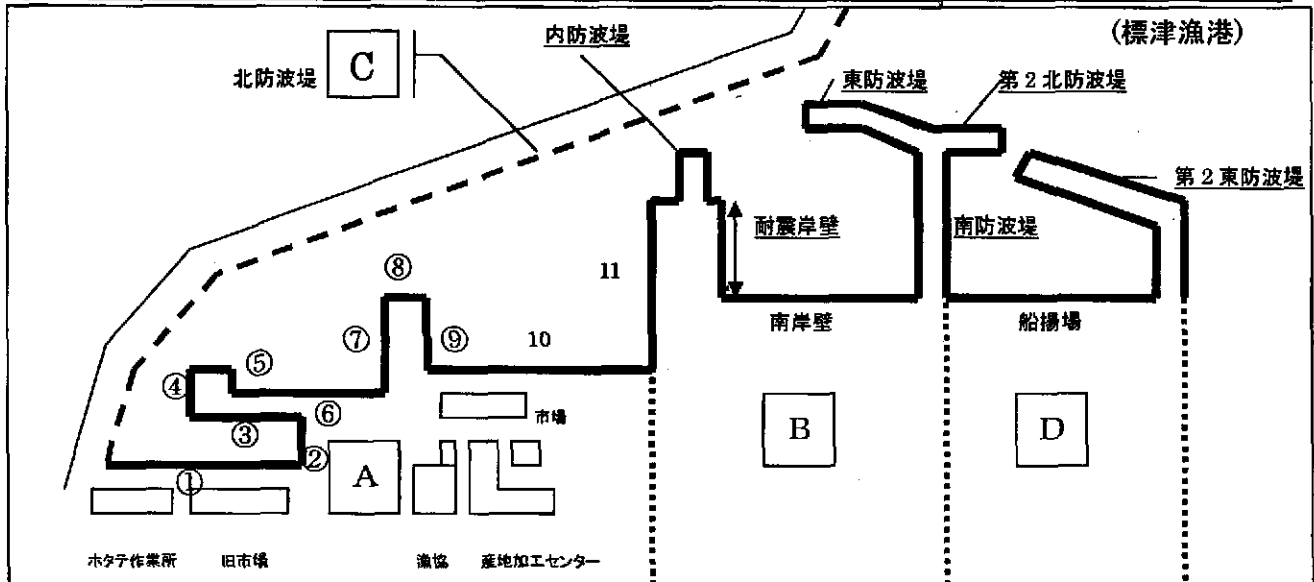 (標津漁港)
内防波堤
北防波堤
C
東防波堤
第2北防波堤
第2東防波堤
耐震岸壁
南防波堤
⑧
11
南岸壁
船揚場
⑦
⑨
10
⑤
④
⑥
市場
③
②
①
A
B
D
ホタテ作業所
旧市場
漁協
産地加工センター